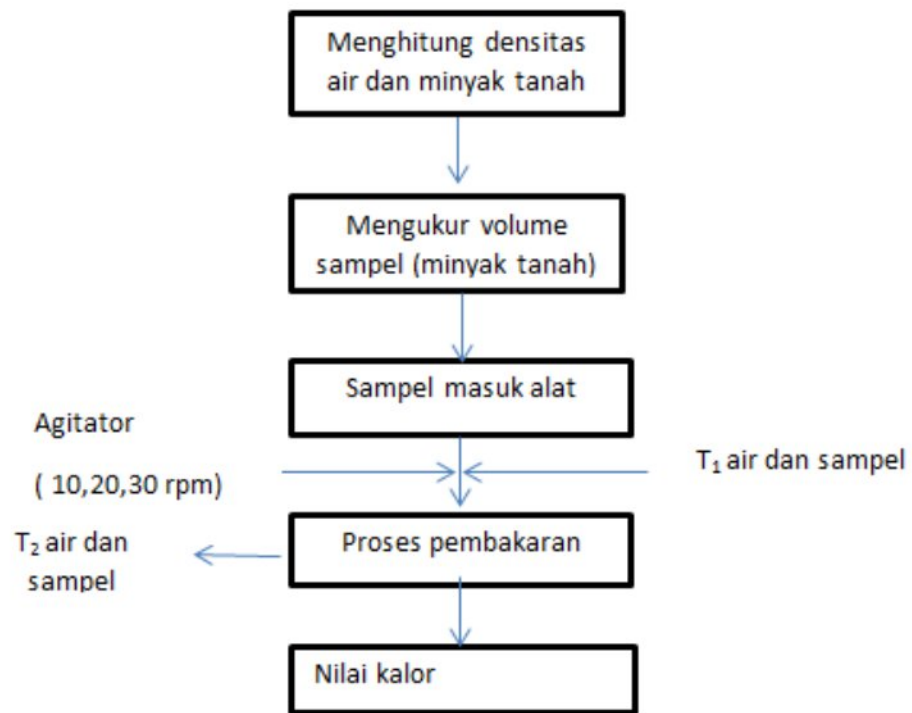 Menghitung densitas
air dan minyak tanah
Mengukur volume
sampel (minyak tanah)
Sampel masuk alat
Agitator
( 10,20,30 rpm)
T₁ air dan sampel
Proses pembakaran
T₂ air dan
sampel
Nilai kalor